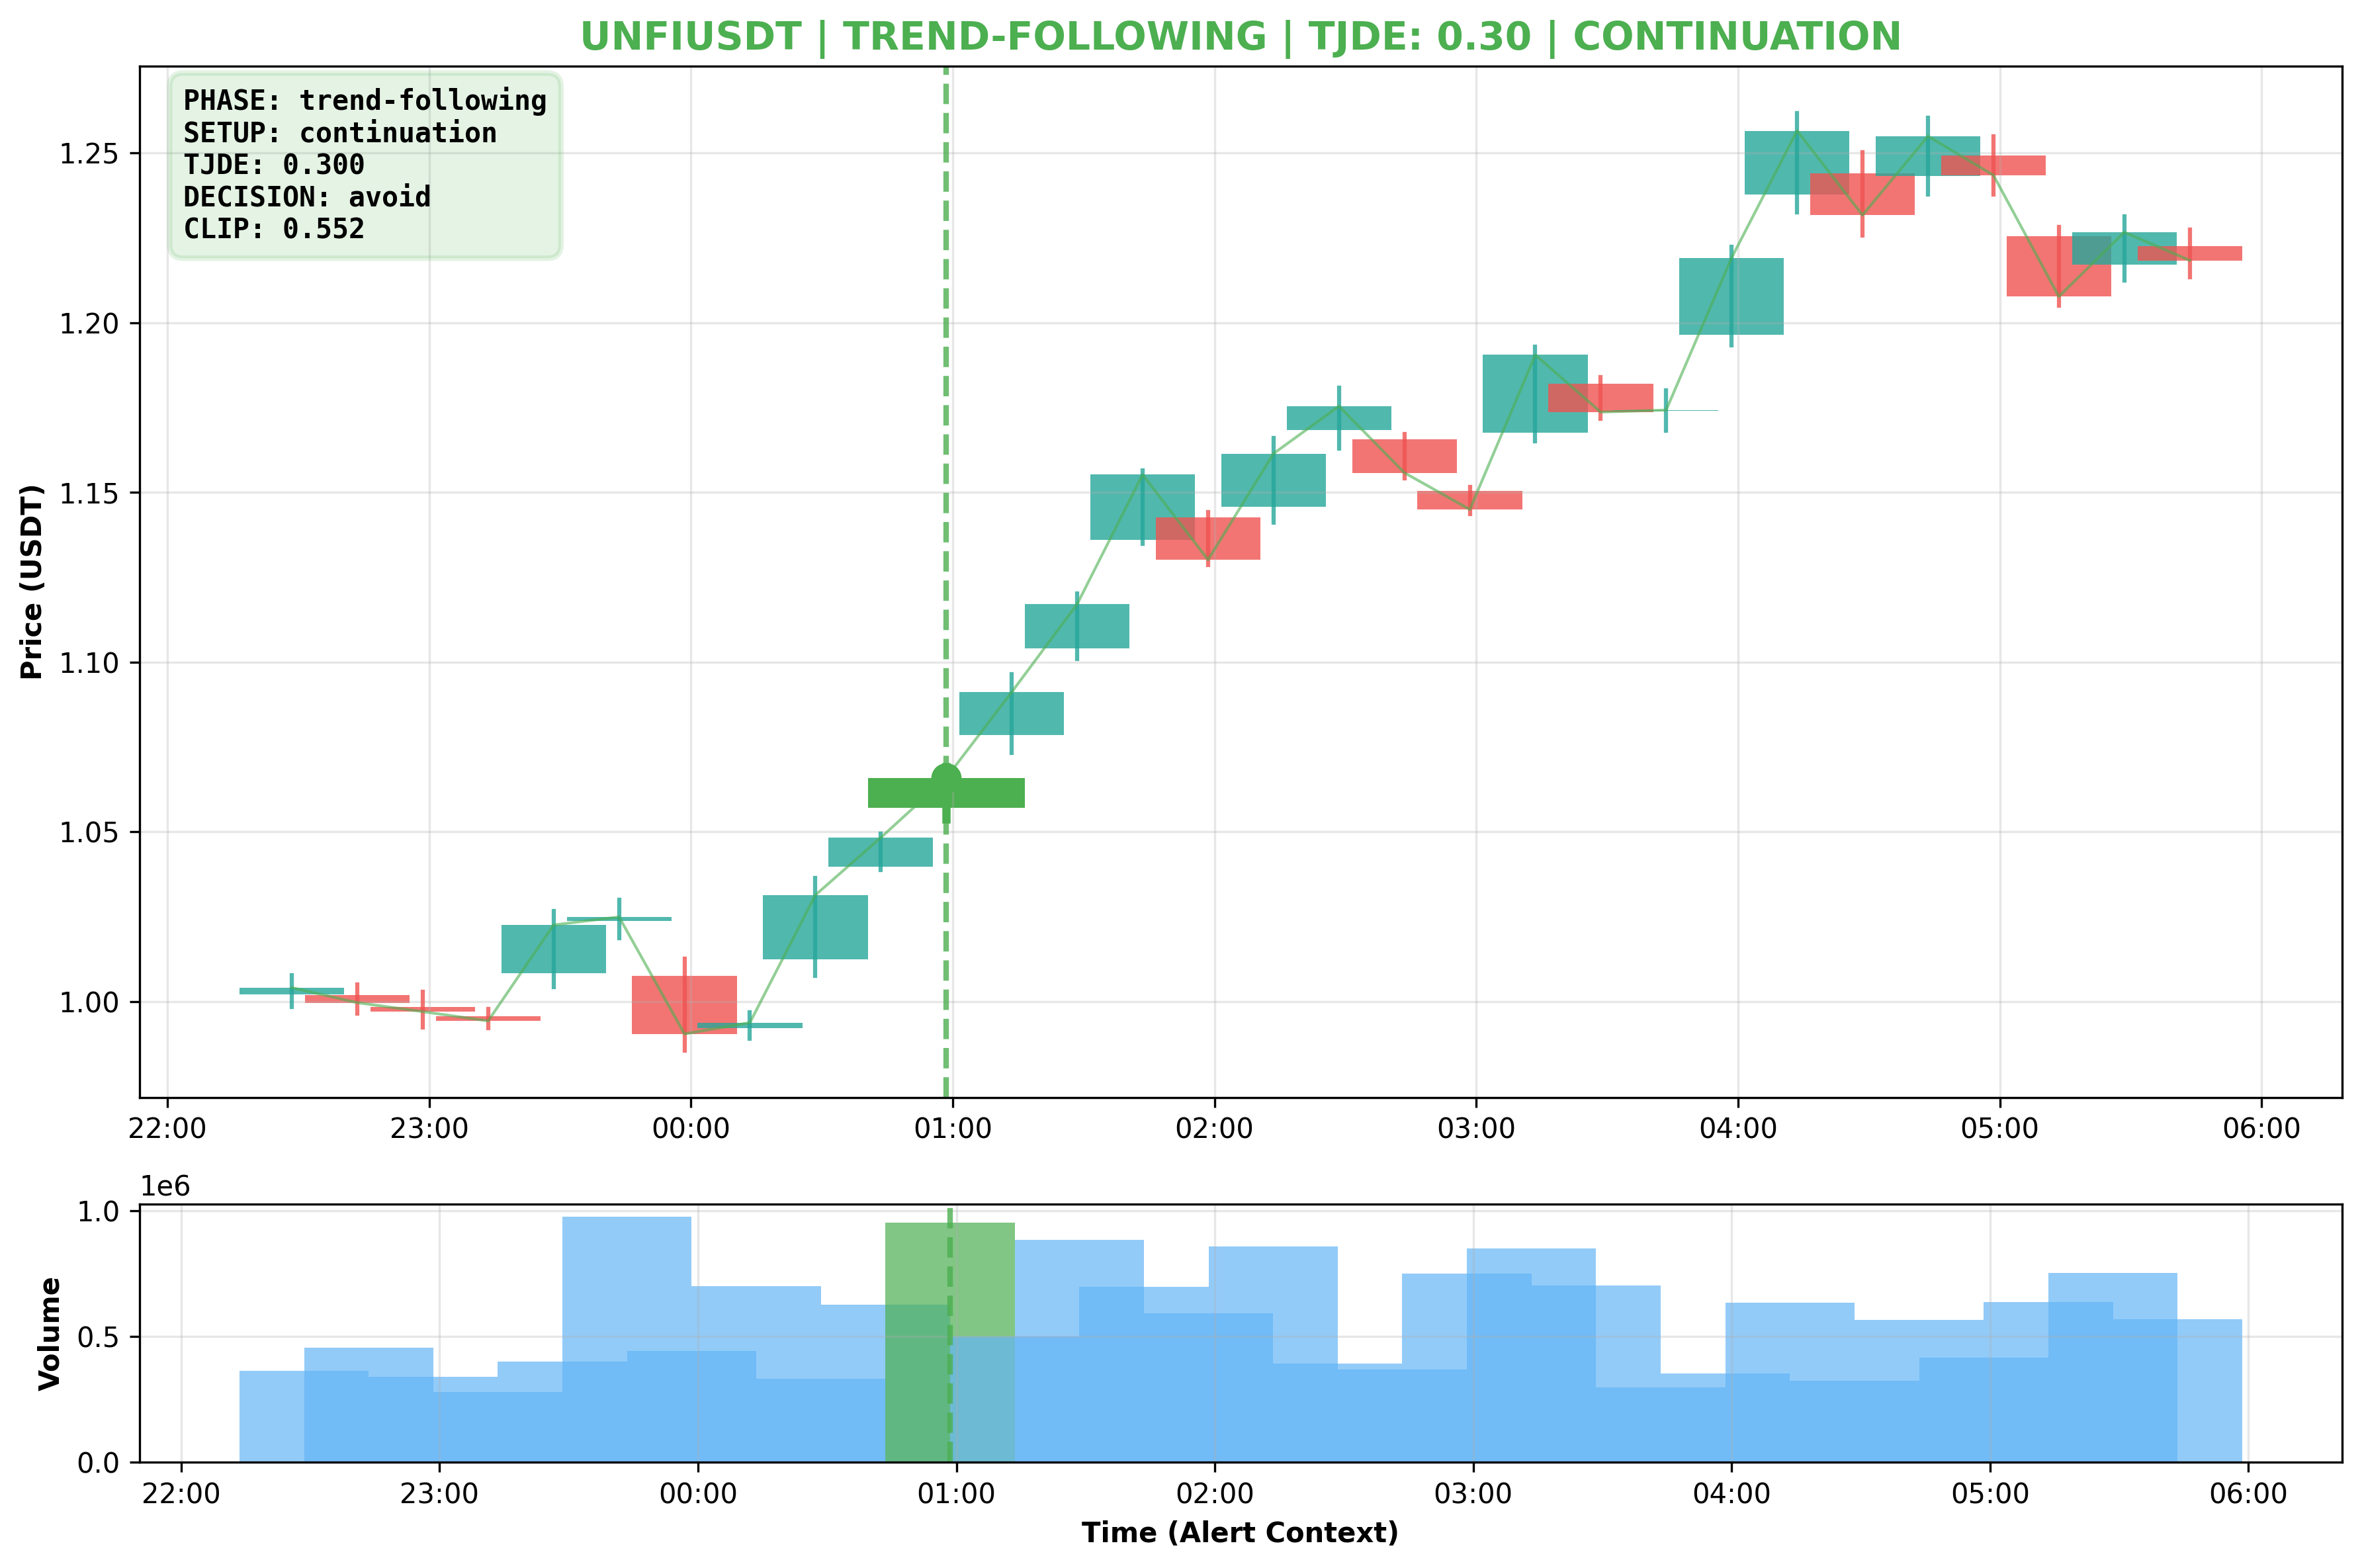 UNFIUSDT | TREND-FOLLOWING | TJDE: 0.30 | CONTINUATION
PHASE: trend-following
SETUP: continuation
TJDE: 0.300
DECISION: avoid
CLIP: 0.552
Price (USDT)
1.25
1.20
1.15
1.10
1.05
1.00
22:00 23:00 00:00 01:00 02:00 03:00 04:00 05:00 06:00
1e6
Volume
1.0
0.5
0.0
22:00 23:00 00:00 01:00 02:00 03:00 04:00 05:00 06:00
Time (Alert Context)